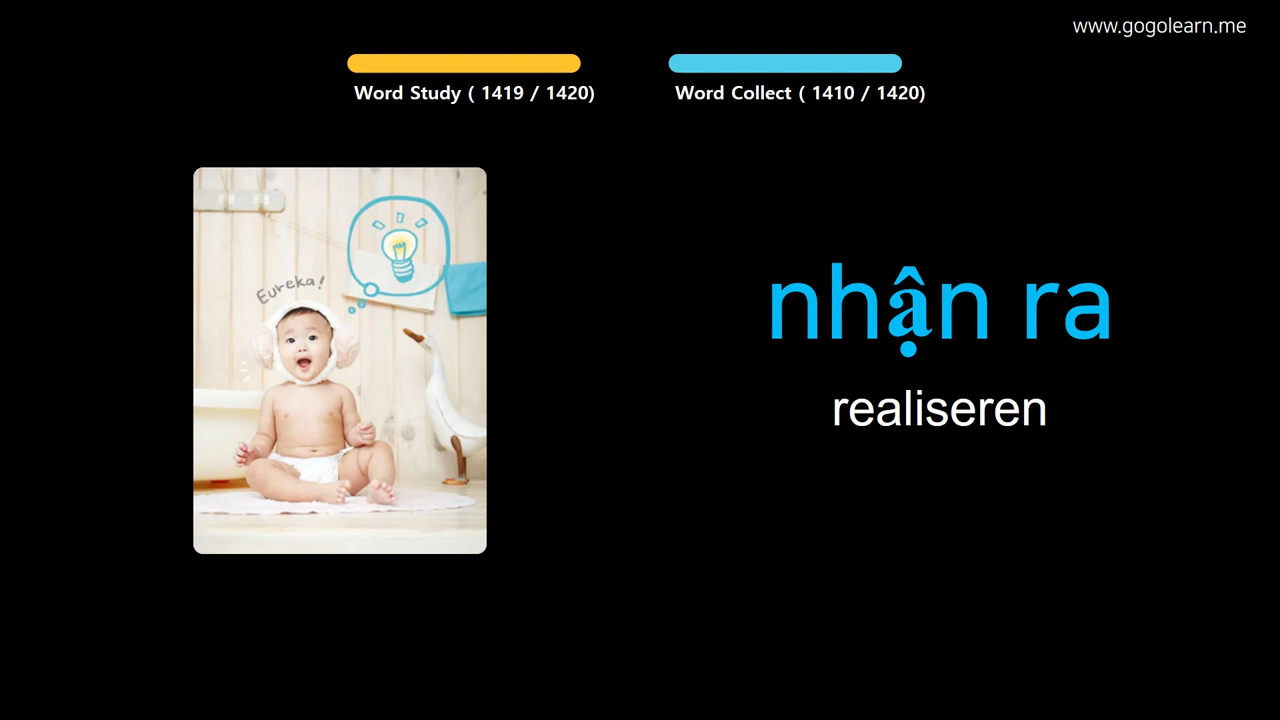 www.gogolearn.me
Word Study ( 1419 / 1420)
Word Collect ( 1410 / 1420)
Eureka!
nhận ra
realiseren